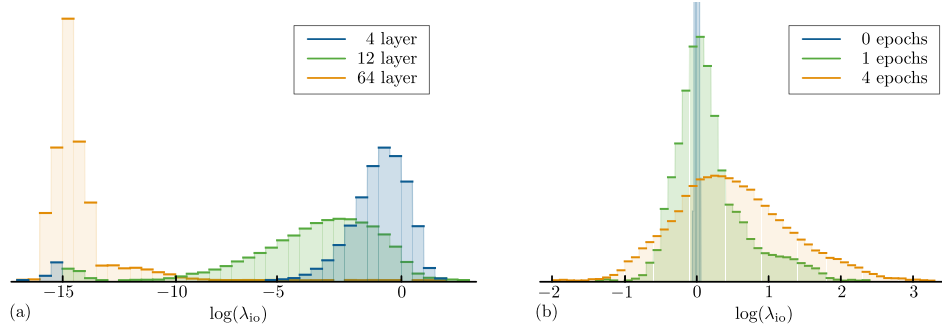 4 layer
12 layer
64 layer
−15 −10 −5 0
(a) log(λio)
0 epochs
1 epochs
4 epochs
−2 −1 0 1 2 3
(b) log(λio)